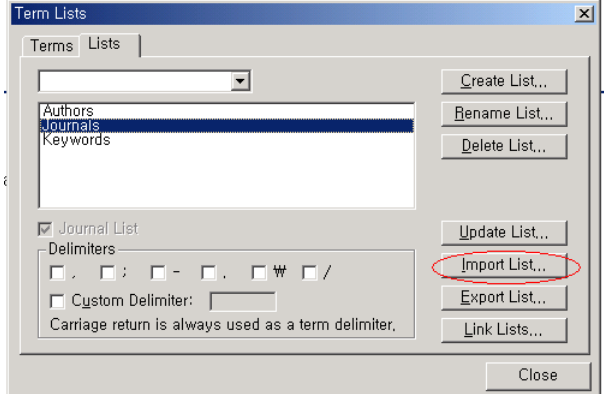 Term Lists
Terms Lists
Create List...
Authors
Journals
Keywords
Rename List...
Delete List...
Journal List
Update List...
Delimiters
, ; - . ₩ /
Import List...
Custom Delimiter:
Export List...
Carriage return is always used as a term delimiter.
Link Lists...
Close